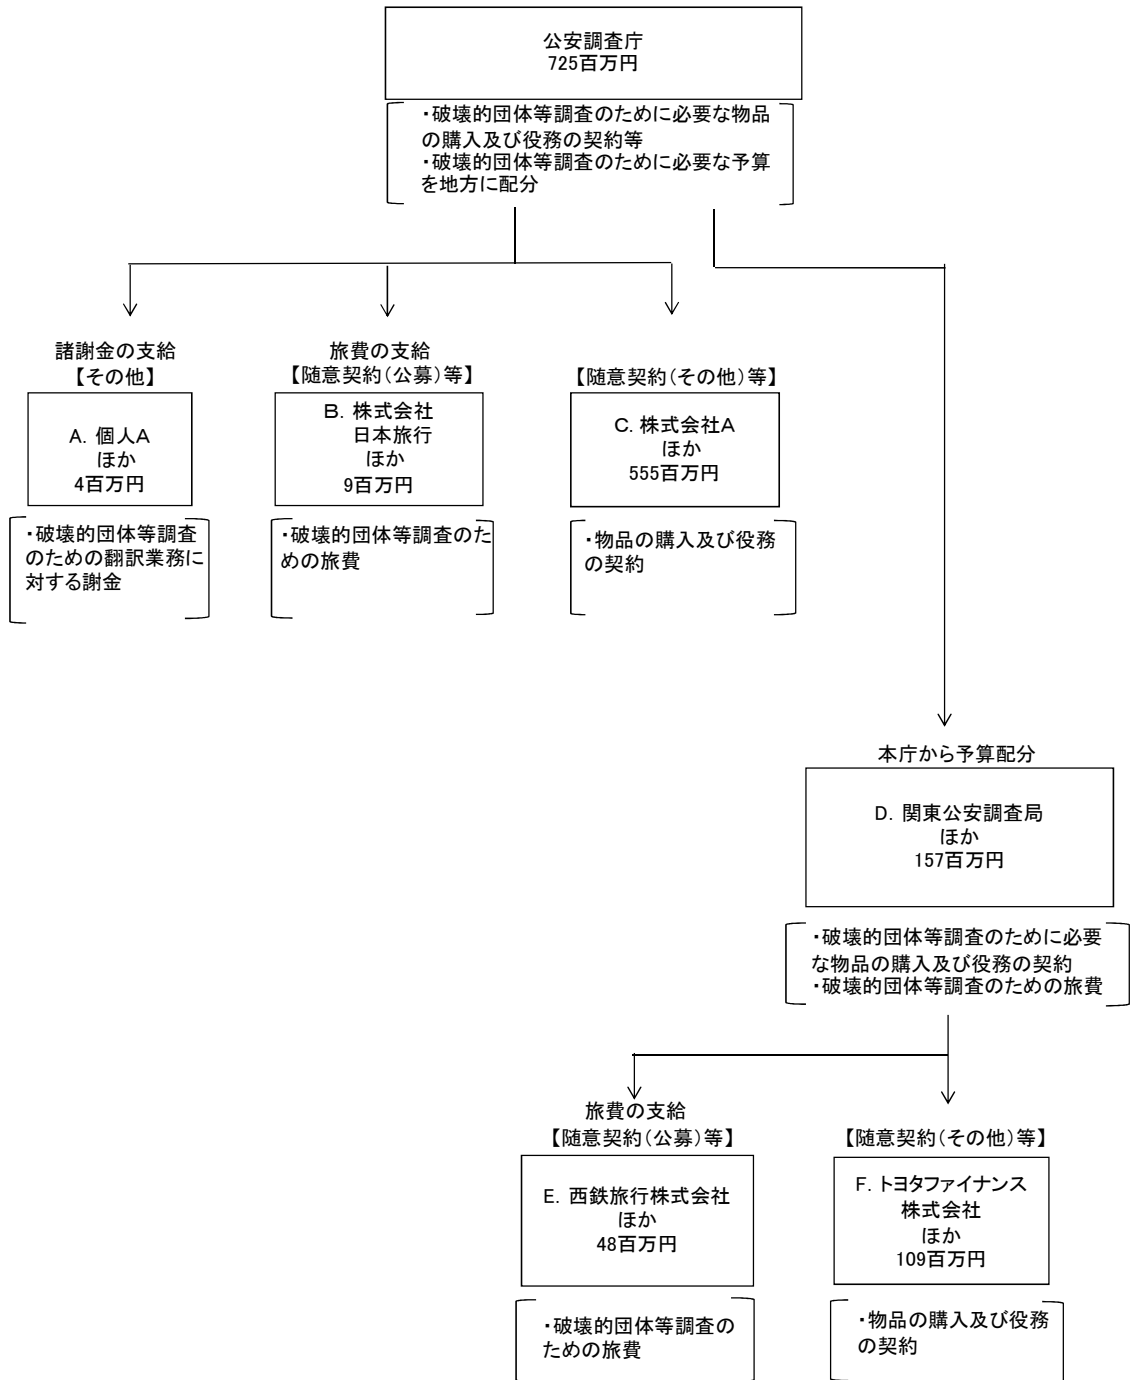 公安調査庁
725百万円
・破壊的団体等調査のために必要な物品
の購入及び役務の契約等
・破壊的団体等調査のために必要な予算
を地方に配分
諸謝金の支給
【その他】
A. 個人A
ほか
4百万円
・破壊的団体等調査
のための翻訳業務に
対する謝金
旅費の支給
【随意契約(公募)等】
B. 株式会社
日本旅行
ほか
9百万円
・破壊的団体等調査のた
めの旅費
【随意契約(その他)等】
C. 株式会社A
ほか
555百万円
・物品の購入及び役務
の契約
本庁から予算配分
D. 関東公安調査局
ほか
157百万円
・破壊的団体等調査のために必要
な物品の購入及び役務の契約
・破壊的団体等調査のための旅費
旅費の支給
【随意契約(公募)等】
E. 西鉄旅行株式会社
ほか
48百万円
・破壊的団体等調査の
ための旅費
【随意契約(その他)等】
F. トヨタファイナンス
株式会社
ほか
109百万円
・物品の購入及び役務
の契約